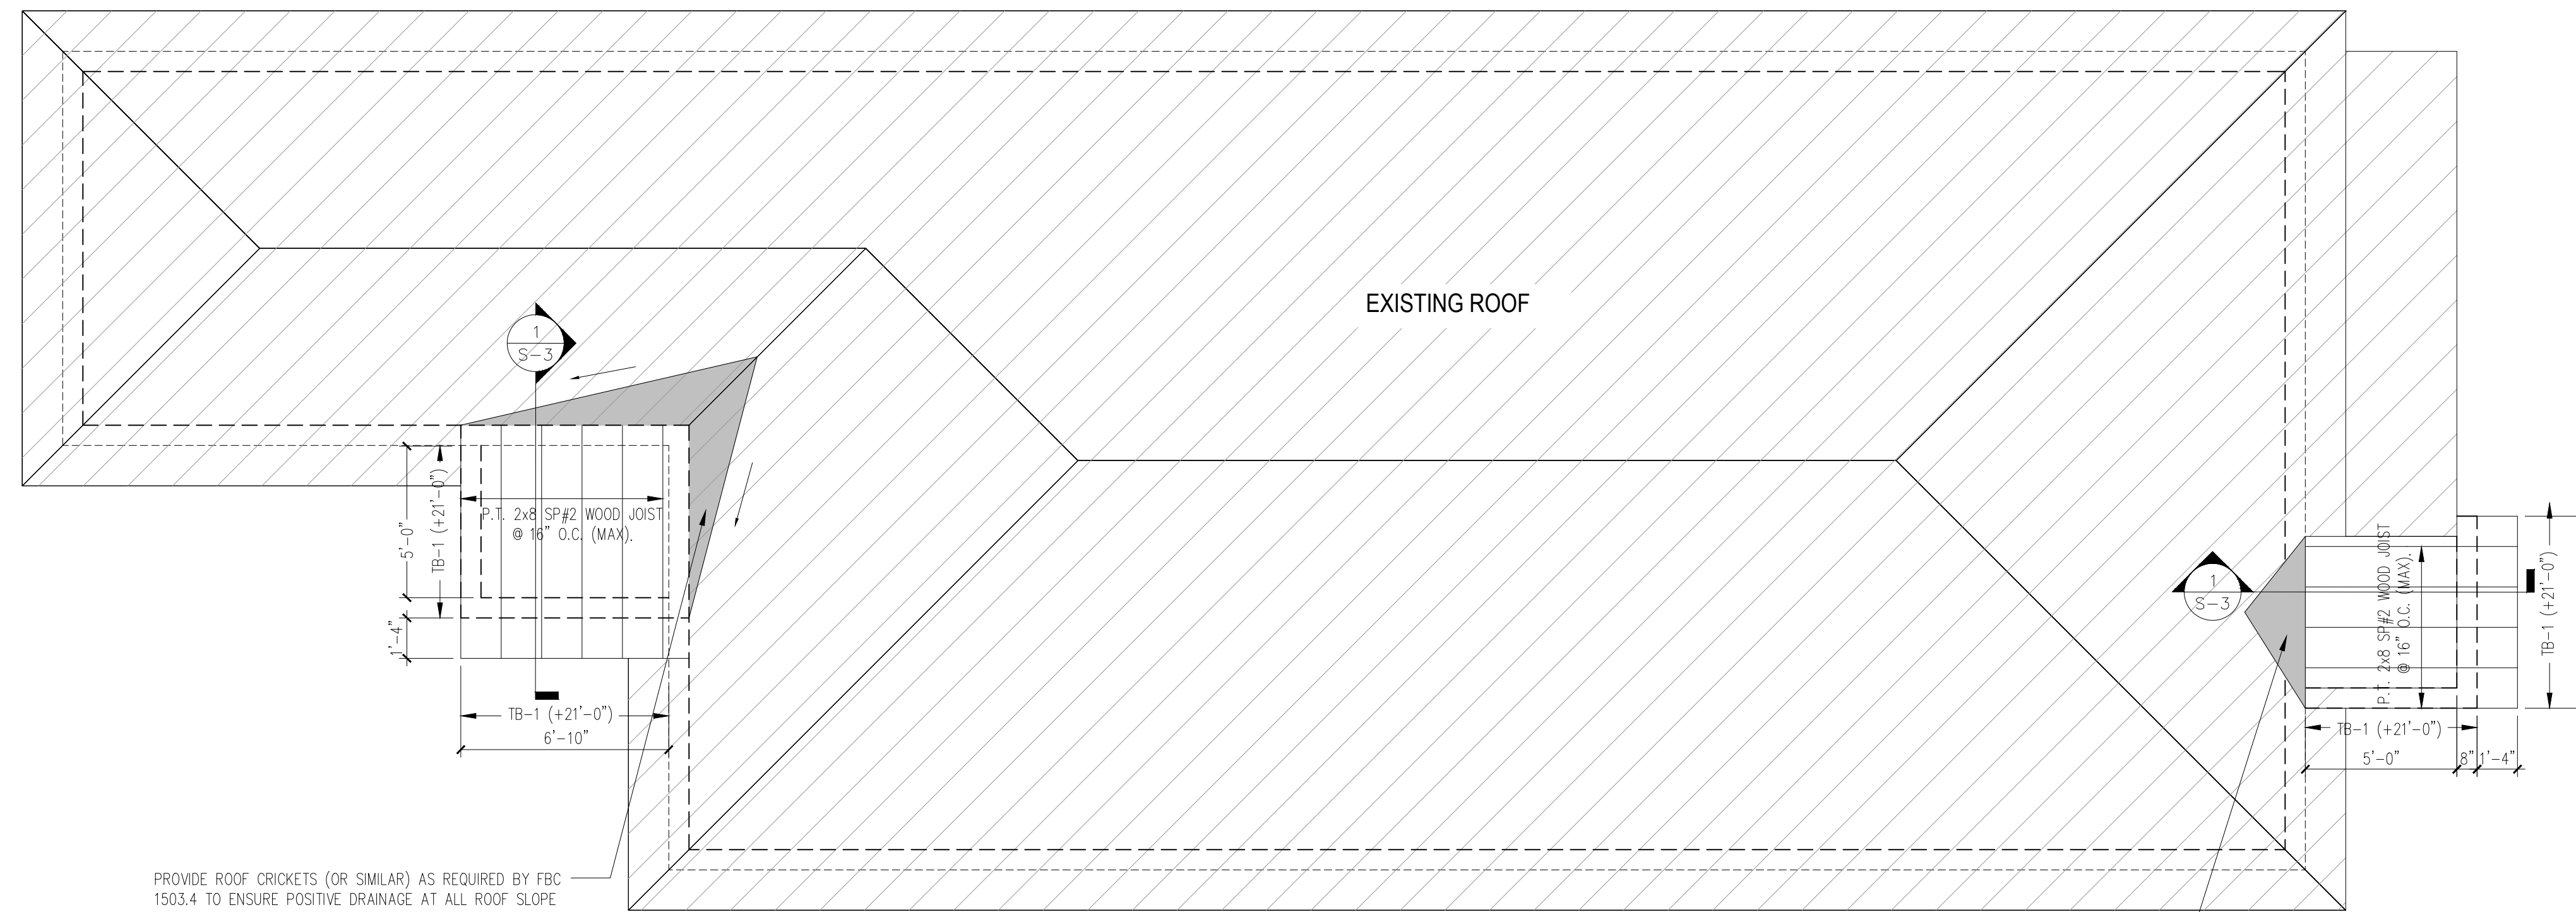 EXISTING ROOF
1
S-3
P.T. 2x8 SP#2 WOOD JOIST
@ 16" O.C. (MAX).
5'-0"
TB-1 (+21'-0")
1'-4"
TB-1 (+21'-0")
6'-10"
1
S-3
P.T. 2x8 SP#2 WOOD JOIST
@ 16" O.C. (MAX).
TB-1 (+21'-0")
TB-1 (+21'-0")
5'-0"
8"
1'-4"
PROVIDE ROOF CRICKETS (OR SIMILAR) AS REQUIRED BY FBC
1503.4 TO ENSURE POSITIVE DRAINAGE AT ALL ROOF SLOPE